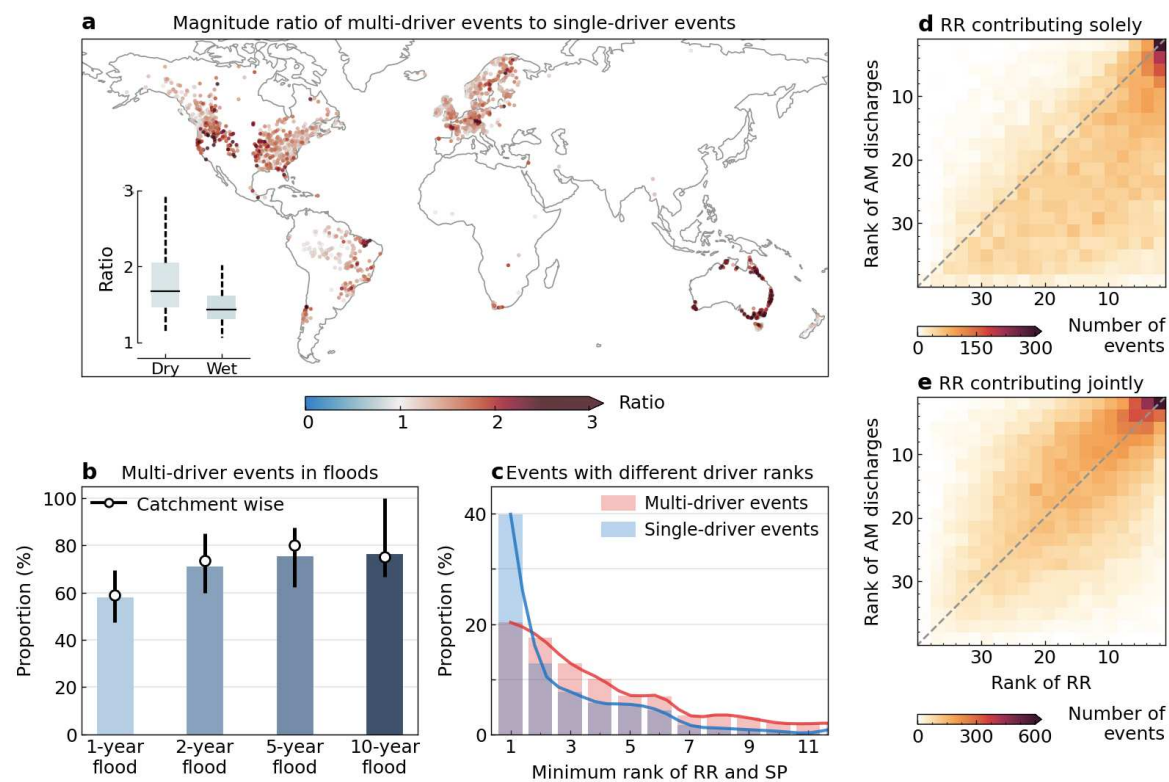 a Magnitude ratio of multi-driver events to single-driver events
3
2
1
Ratio
Dry Wet
0 1 2 3 Ratio
b Multi-driver events in floods
Catchment wise
100
80
60
40
20
0
Proportion (%)
1-year flood
2-year flood
5-year flood
10-year flood
c Events with different driver ranks
Multi-driver events
Single-driver events
40
20
0
Proportion (%)
1 3 5 7 9 11
Minimum rank of RR and SP
d RR contributing solely
Rank of AM discharges
10
20
30
30 20 10
Number of events
0 150 300
e RR contributing jointly
Rank of AM discharges
10
20
30
30 20 10
Rank of RR
Number of events
0 300 600